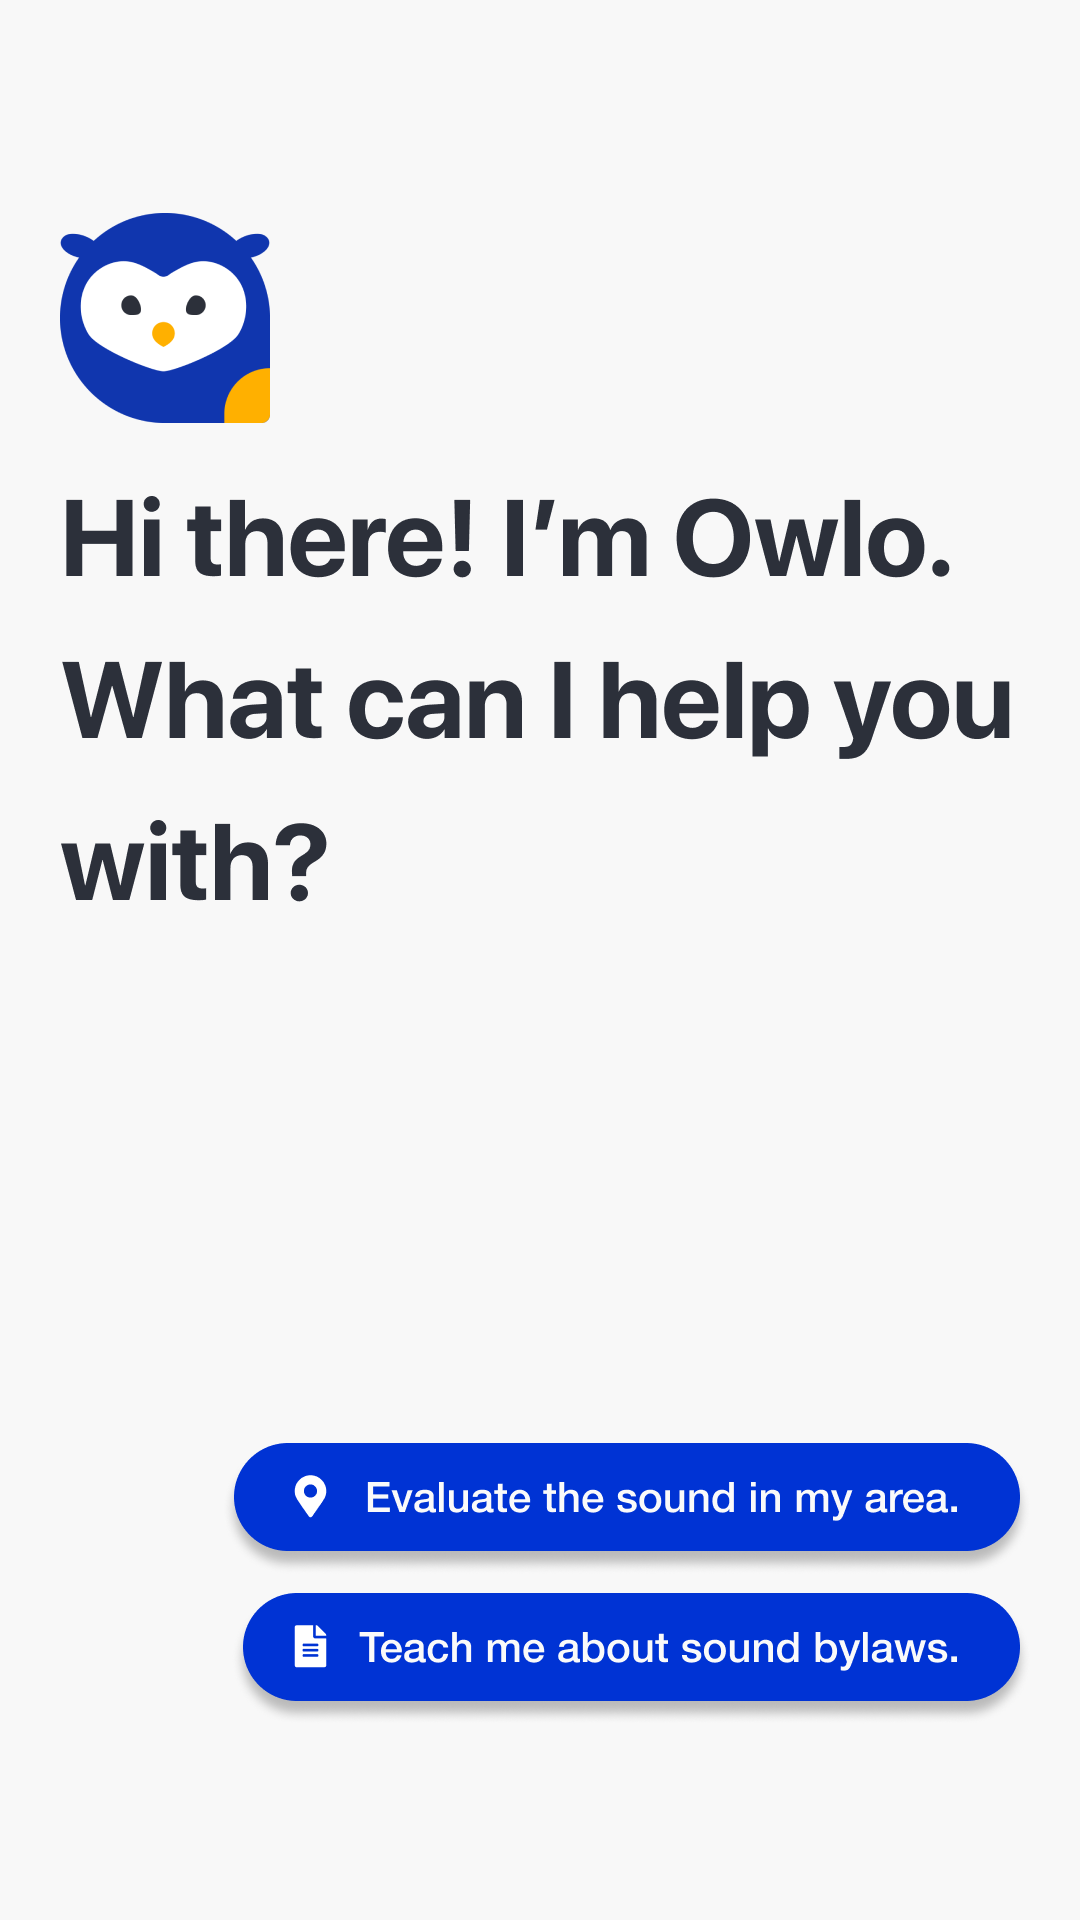 Hi there! I’m Owlo.
What can I help you
with?
Evaluate the sound in my area.
Teach me about sound bylaws.